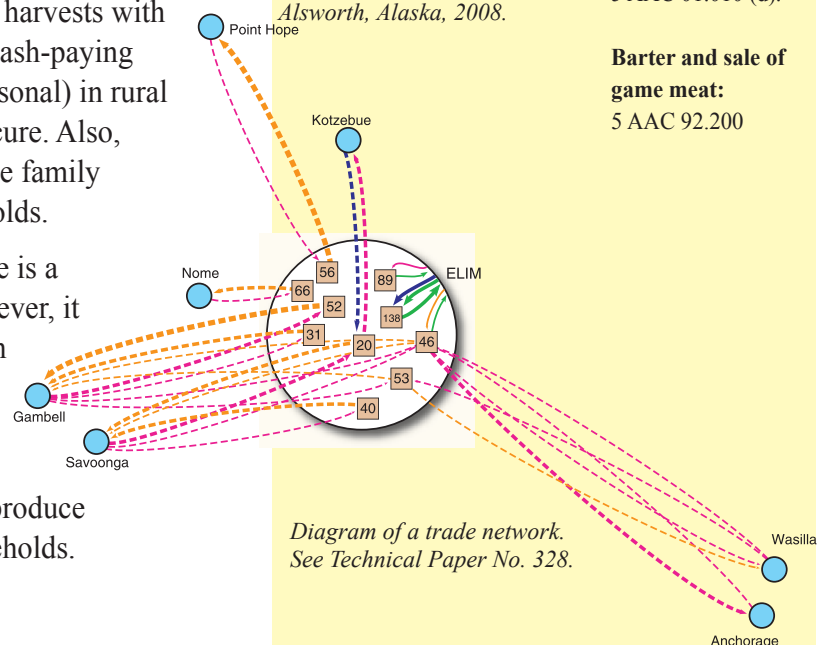 harvests with
ash-paying
sonal) in rural
cure. Also,
e family
olds.
e is a
ever, it
n
produce
eholds.
Alsworth, Alaska, 2008.
Barter and sale of
game meat:
5 AAC 92.200
Point Hope
Kotzebue
Nome
ELIM
56
89
66
52
138
31
20
46
53
40
Gambell
Savoonga
Wasilla
Anchorage
Diagram of a trade network.
See Technical Paper No. 328.